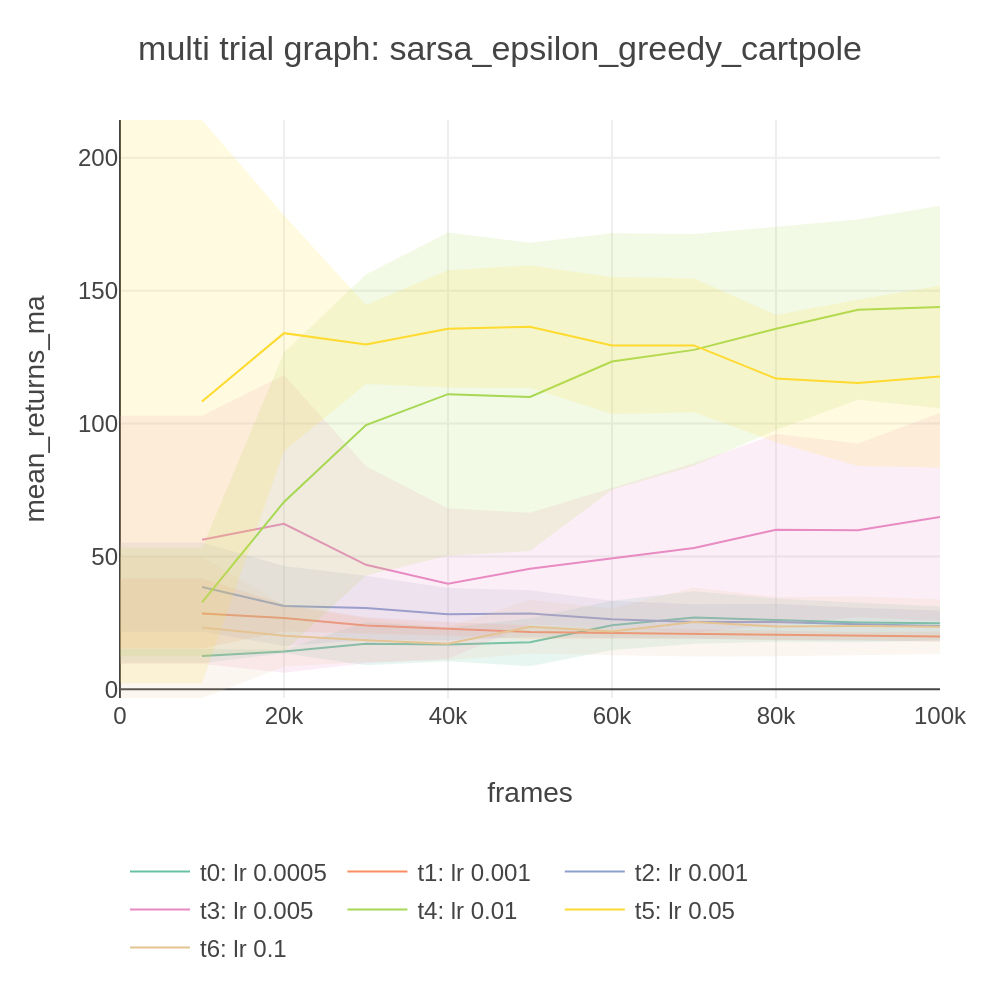 multi trial graph: sarsa_epsilon_greedy_cartpole
mean_returns_ma
200
150
100
50
0
0 20k 40k 60k 80k 100k
frames
t0: lr 0.0005 t1: lr 0.001 t2: lr 0.001
t3: lr 0.005 t4: lr 0.01 t5: lr 0.05
t6: lr 0.1